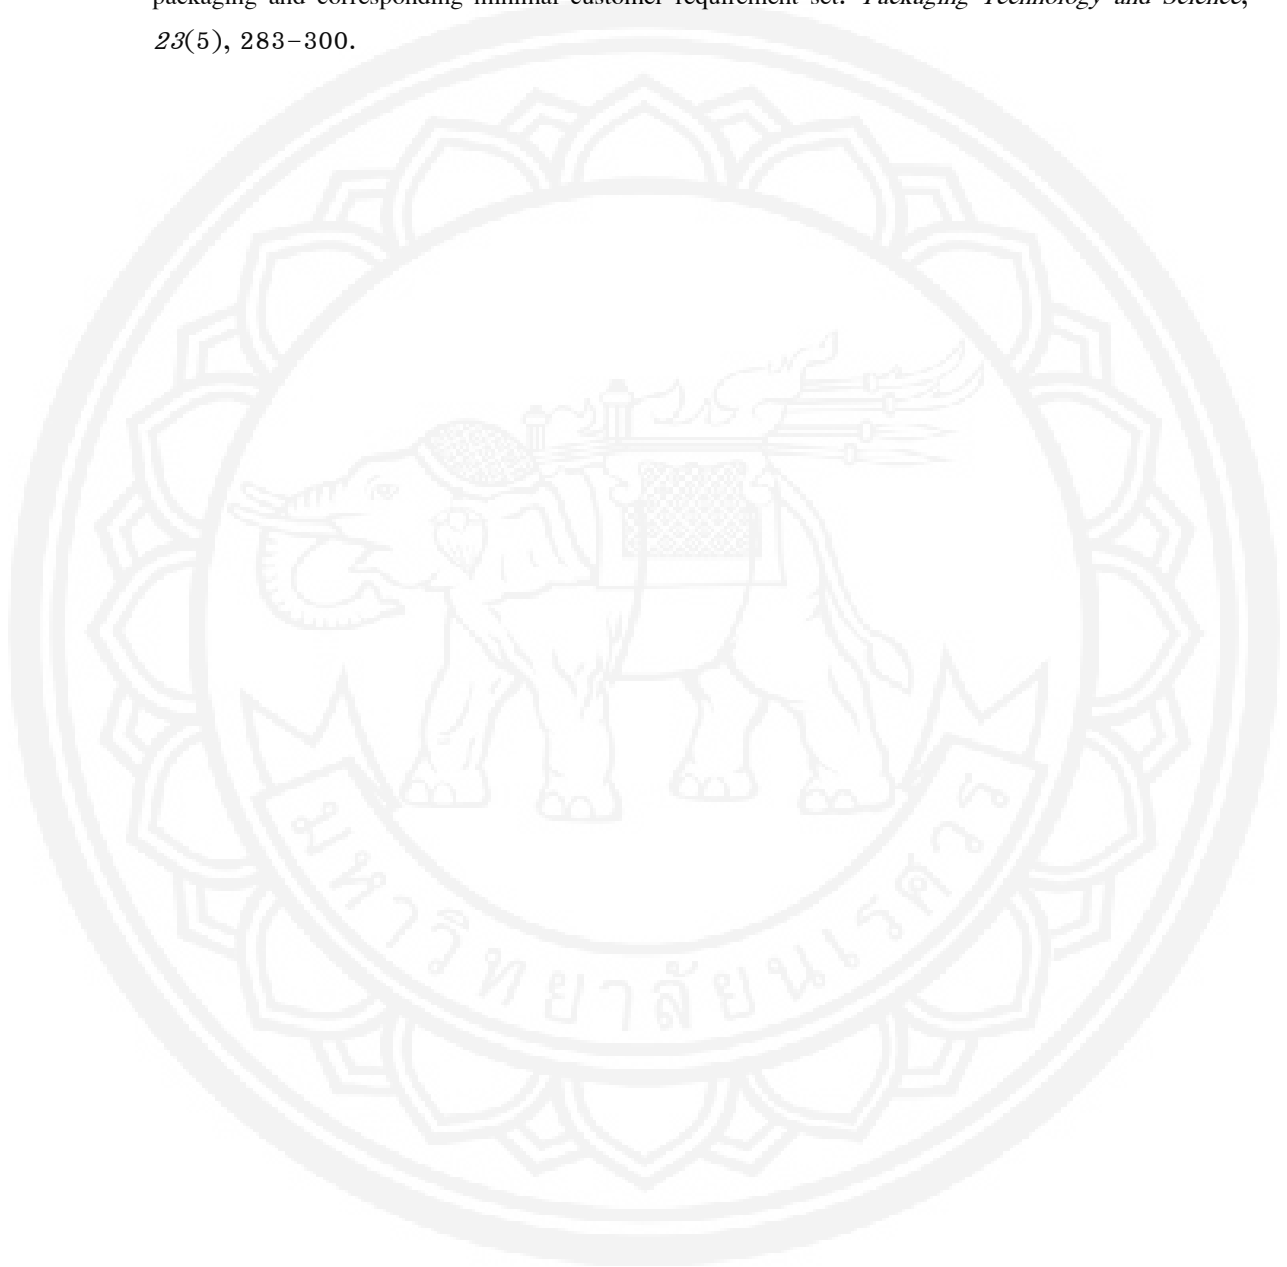 packaging and corresponding minimal customer requirement set. Packaging Technology and Science,
23(5), 283–300.
มหาวิทยาลัยนเรศวร